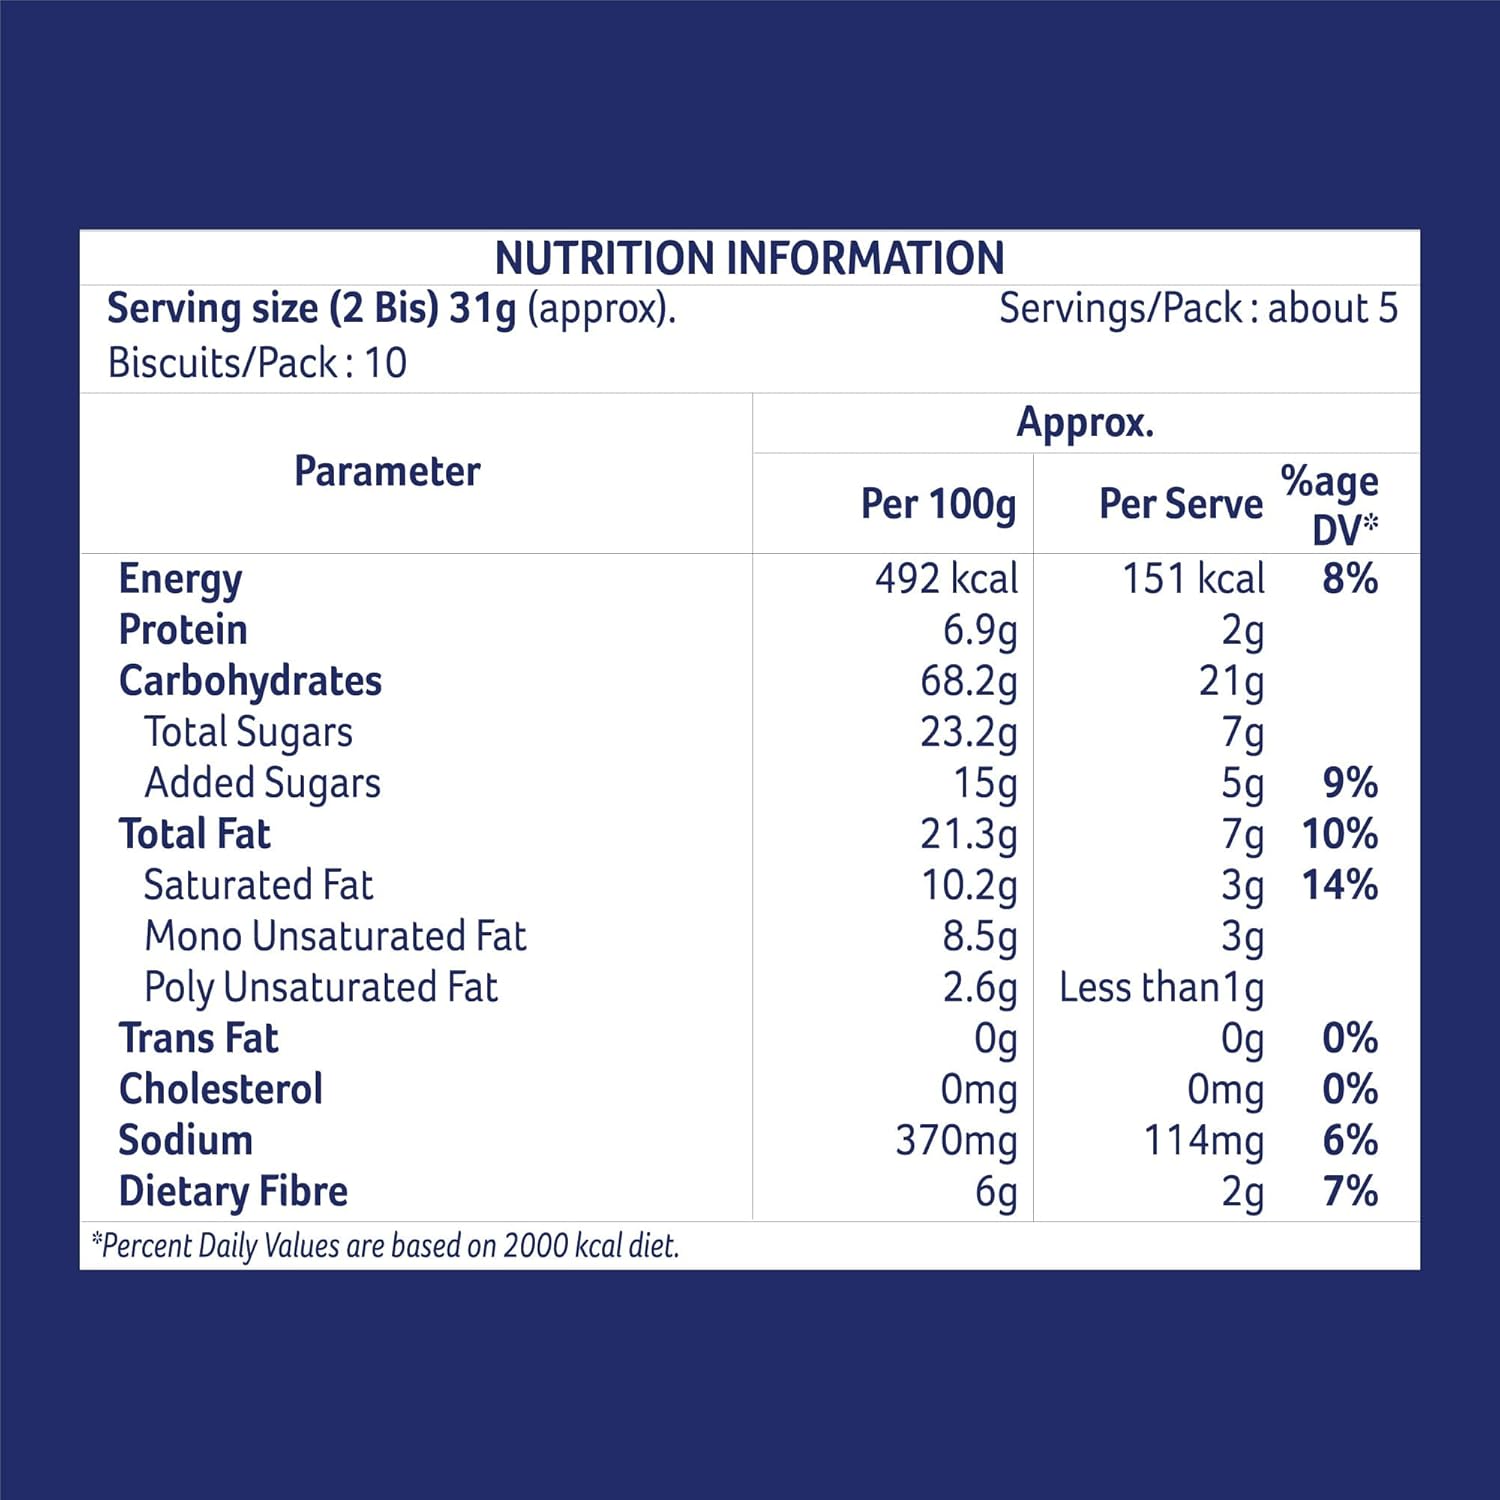 NUTRITION INFORMATION
Serving size (2 Bis) 31g (approx). Servings/Pack : about 5
Biscuits/Pack : 10
Parameter
Approx.
Per 100g Per Serve %age DV*
Energy 492 kcal 151 kcal 8%
Protein 6.9g 2g
Carbohydrates 68.2g 21g
Total Sugars 23.2g 7g
Added Sugars 15g 5g 9%
Total Fat 21.3g 7g 10%
Saturated Fat 10.2g 3g 14%
Mono Unsaturated Fat 8.5g 3g
Poly Unsaturated Fat 2.6g Less than1g
Trans Fat 0g 0g 0%
Cholesterol 0mg 0mg 0%
Sodium 370mg 114mg 6%
Dietary Fibre 6g 2g 7%
*Percent Daily Values are based on 2000 kcal diet.